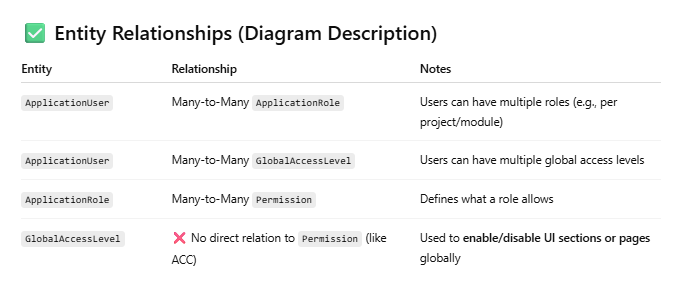 ✅ Entity Relationships (Diagram Description)
Entity Relationship Notes
ApplicationUser Many-to-Many ApplicationRole Users can have multiple roles (e.g., per
project/module)
ApplicationUser Many-to-Many GlobalAccessLevel Users can have multiple global access levels
ApplicationRole Many-to-Many Permission Defines what a role allows
GlobalAccessLevel ❌ No direct relation to Permission (like Used to enable/disable UI sections or pages
ACC) globally